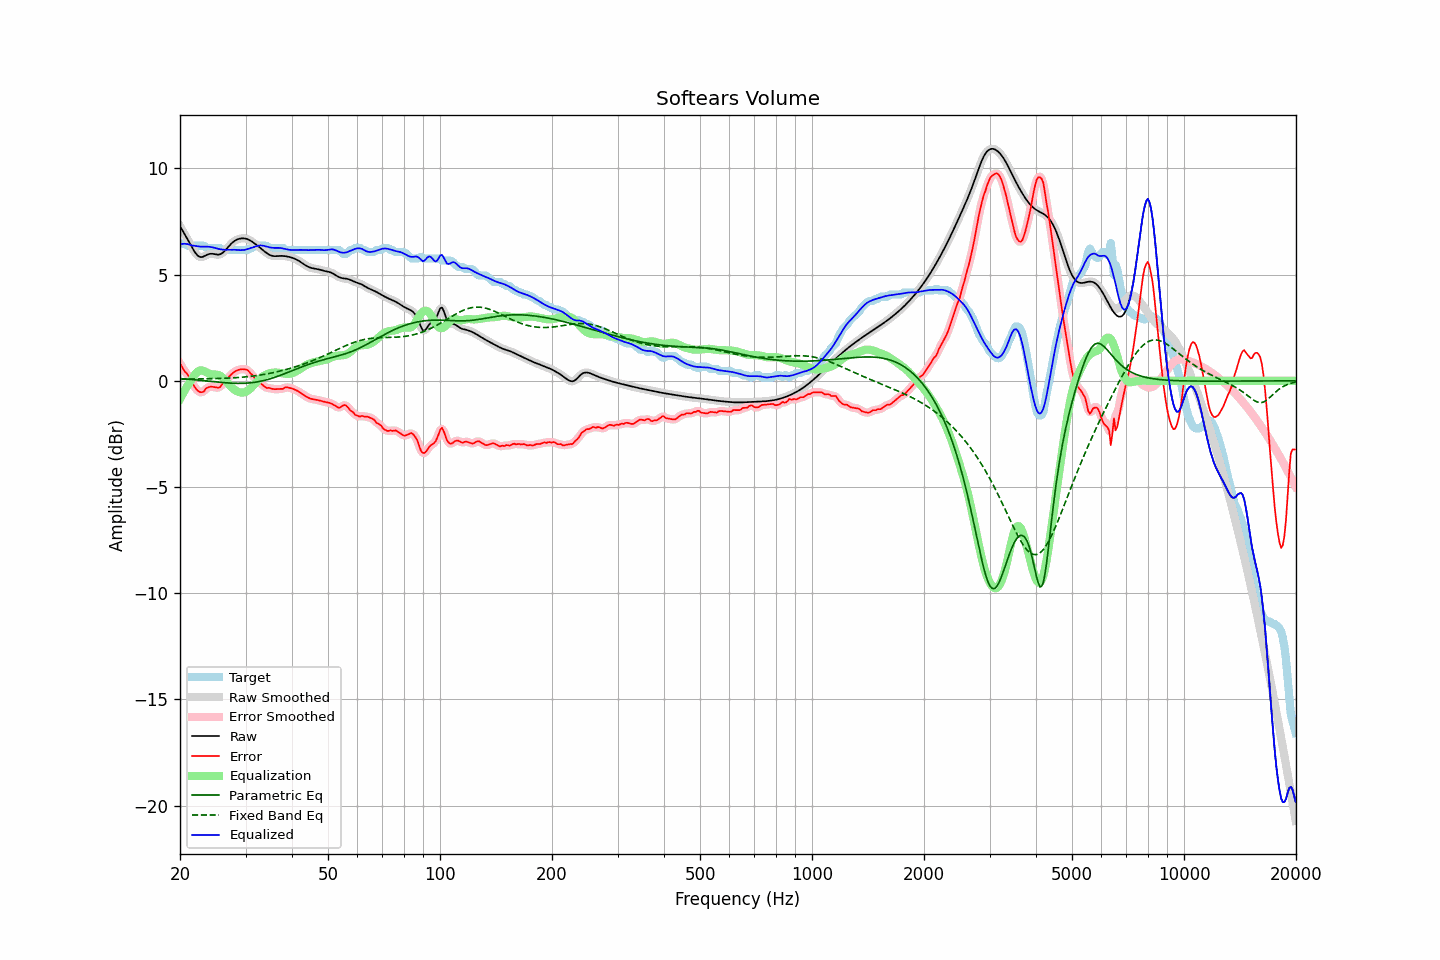 Softears Volume
10
5
0
−5
−10
−15
−20
Amplitude (dBr)
Target
Raw Smoothed
Error Smoothed
Raw
Error
Equalization
Parametric Eq
Fixed Band Eq
Equalized
20 50 100 200 500 1000 2000 5000 10000 20000
Frequency (Hz)